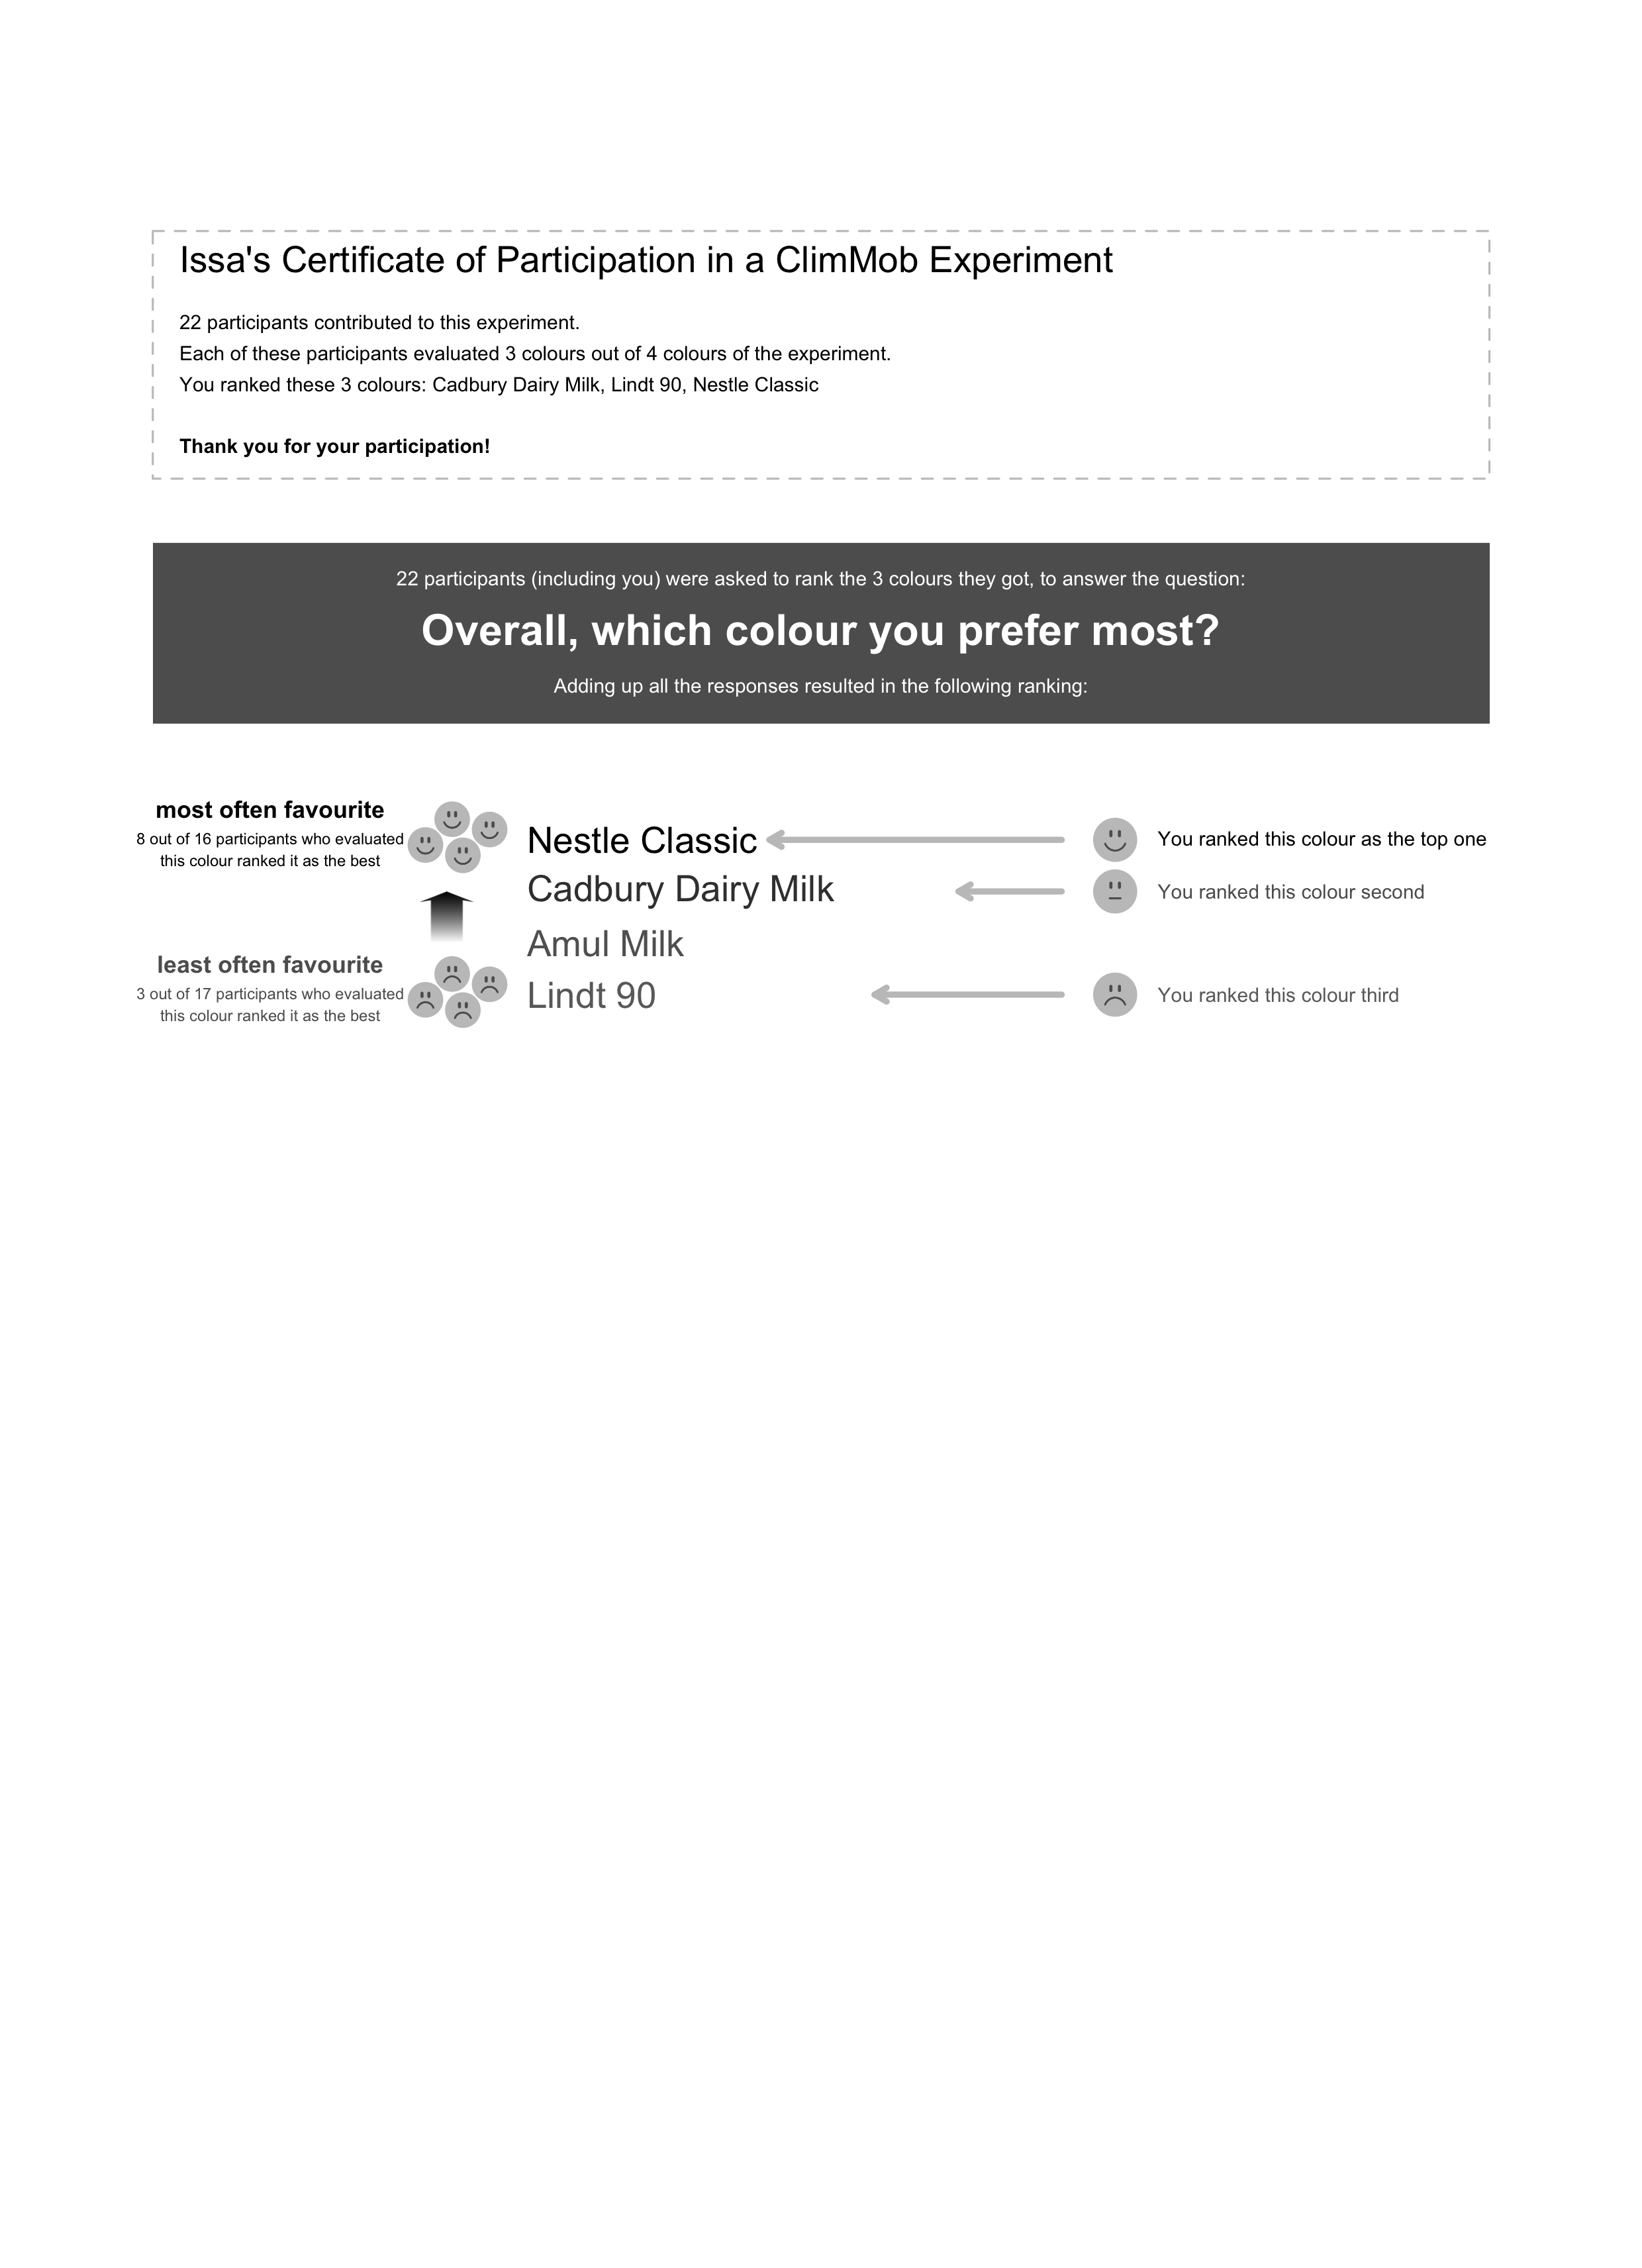 Issa's Certificate of Participation in a ClimMob Experiment
22 participants contributed to this experiment.
Each of these participants evaluated 3 colours out of 4 colours of the experiment.
You ranked these 3 colours: Cadbury Dairy Milk, Lindt 90, Nestle Classic
Thank you for your participation!
22 participants (including you) were asked to rank the 3 colours they got, to answer the question:
Overall, which colour you prefer most?
Adding up all the responses resulted in the following ranking:
most often favourite
8 out of 16 participants who evaluated
this colour ranked it as the best
Nestle Classic
You ranked this colour as the top one
Cadbury Dairy Milk
You ranked this colour second
Amul Milk
least often favourite
3 out of 17 participants who evaluated
this colour ranked it as the best
Lindt 90
You ranked this colour third